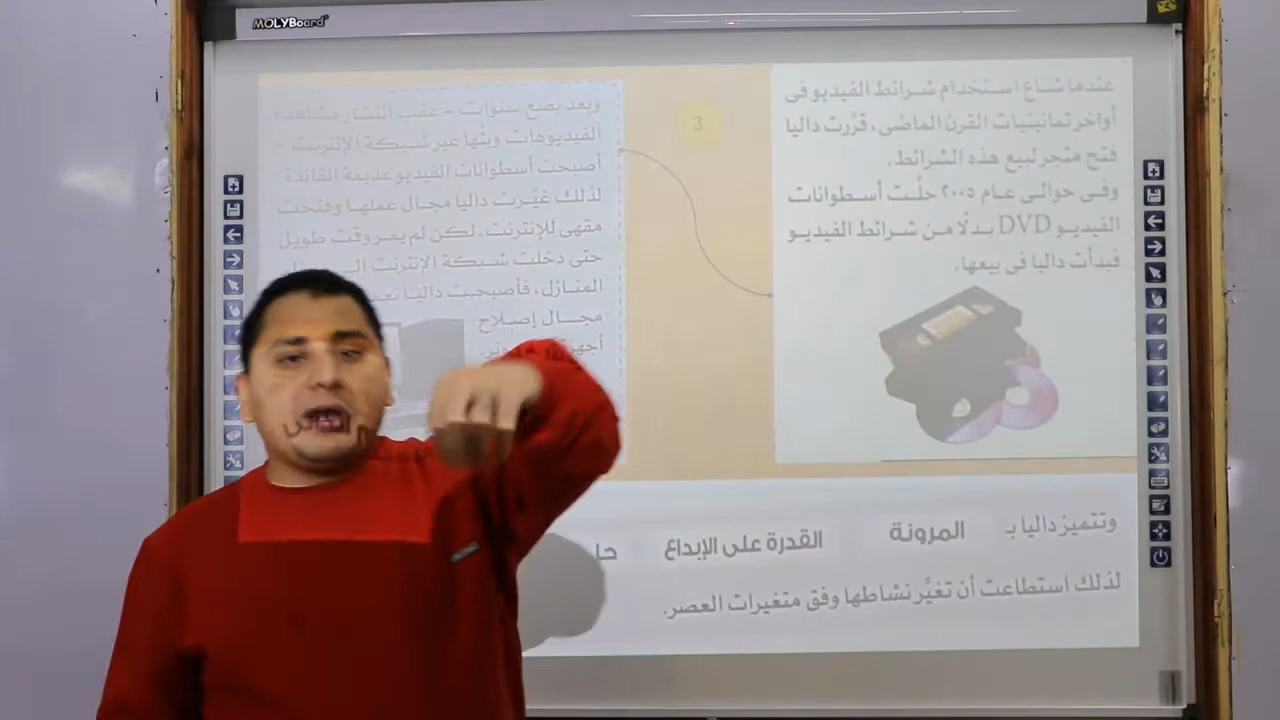 MOLYBoard
عندما شاع استخدام شرائط الفيديو فى
أواخر ثمانينيات القرن الماضى، قرَّرت داليا
فتح متجر لبيع هذه الشرائط.
وفى حوالى عام ٢٠٠٥ حلَّت أسطوانات
الفيديو DVD بدلًا من شرائط الفيديو
فبدأت داليا فى بيعها.
3
وبعد بضع سنوات - عقب انتشار مشاهدة
الفيديوهات وبثِّها عبر شبكة الإنترنت -
أصبحت أسطوانات الفيديو عديمة الفائدة
لذلك غيَّرت داليا مجال عملها وفتحت
مقهى للإنترنت. لكن لم يمر وقت طويل
حتى دخلت شبكة الإنترنت
المنازل، فأصبحت داليا
مجال إصلاح
وتتميز داليا بـ المرونة القدرة على الإبداع
لذلك استطاعت أن تغيِّر نشاطها وفق متغيرات العصر.